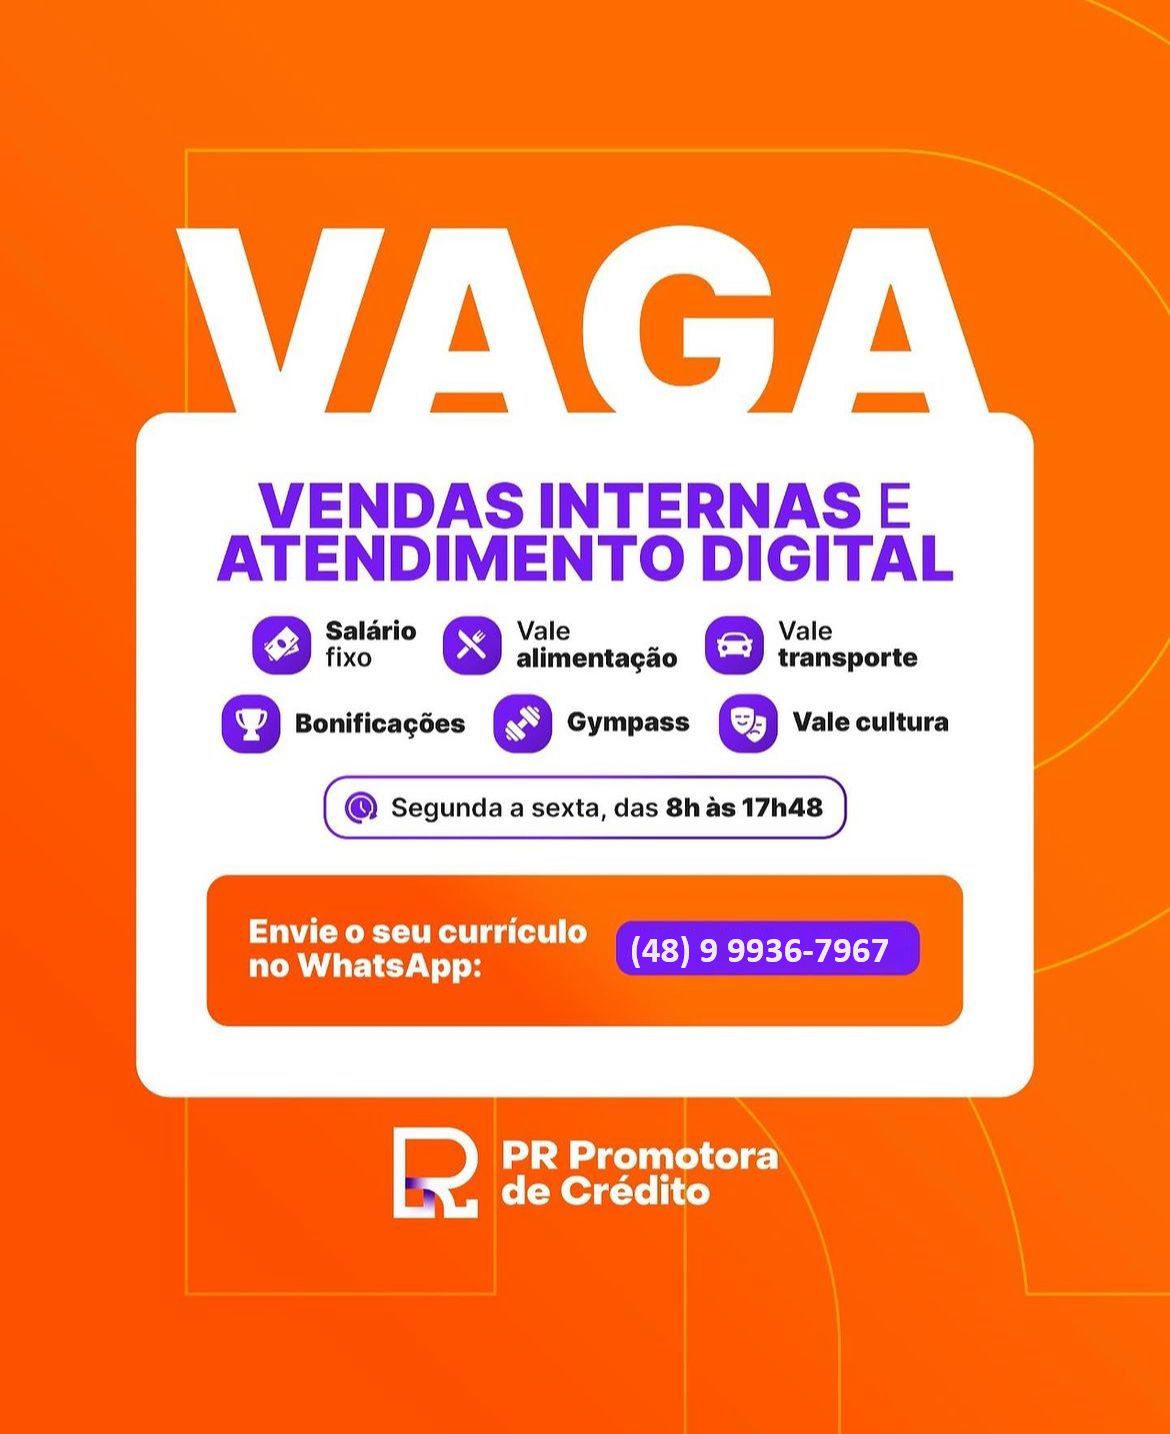 VAGA
VENDAS INTERNAS E
ATENDIMENTO DIGITAL
Salário
fixo
Vale
alimentação
Vale
transporte
Bonificações
Gympass
Vale cultura
Segunda a sexta, das 8h às 17h48
Envie o seu currículo
no WhatsApp:
(48) 9 9936-7967
PR Promotora
de Crédito